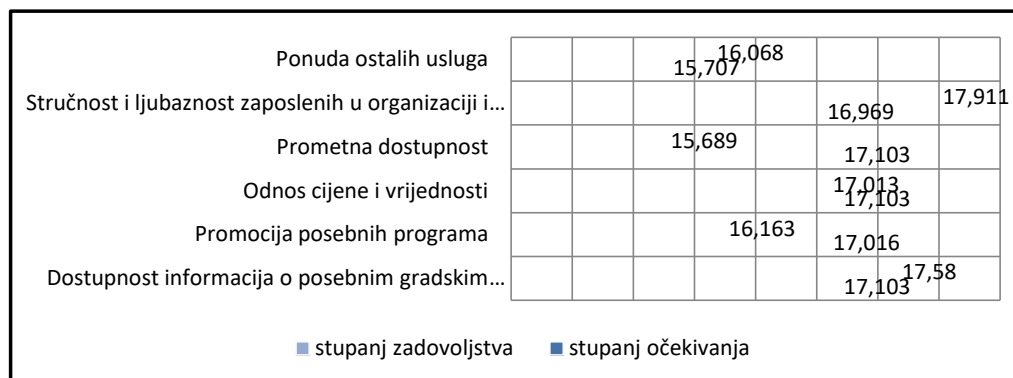 Ponuda ostalih usluga
16,068
15,707
Stručnost i ljubaznost zaposlenih u organizaciji i...
17,911
16,969
Prometna dostupnost
15,689
17,103
Odnos cijene i vrijednosti
17,013
17,103
Promocija posebnih programa
16,163
17,016
Dostupnost informacija o posebnim gradskim...
17,58
17,103
stupanj zadovoljstva stupanj očekivanja